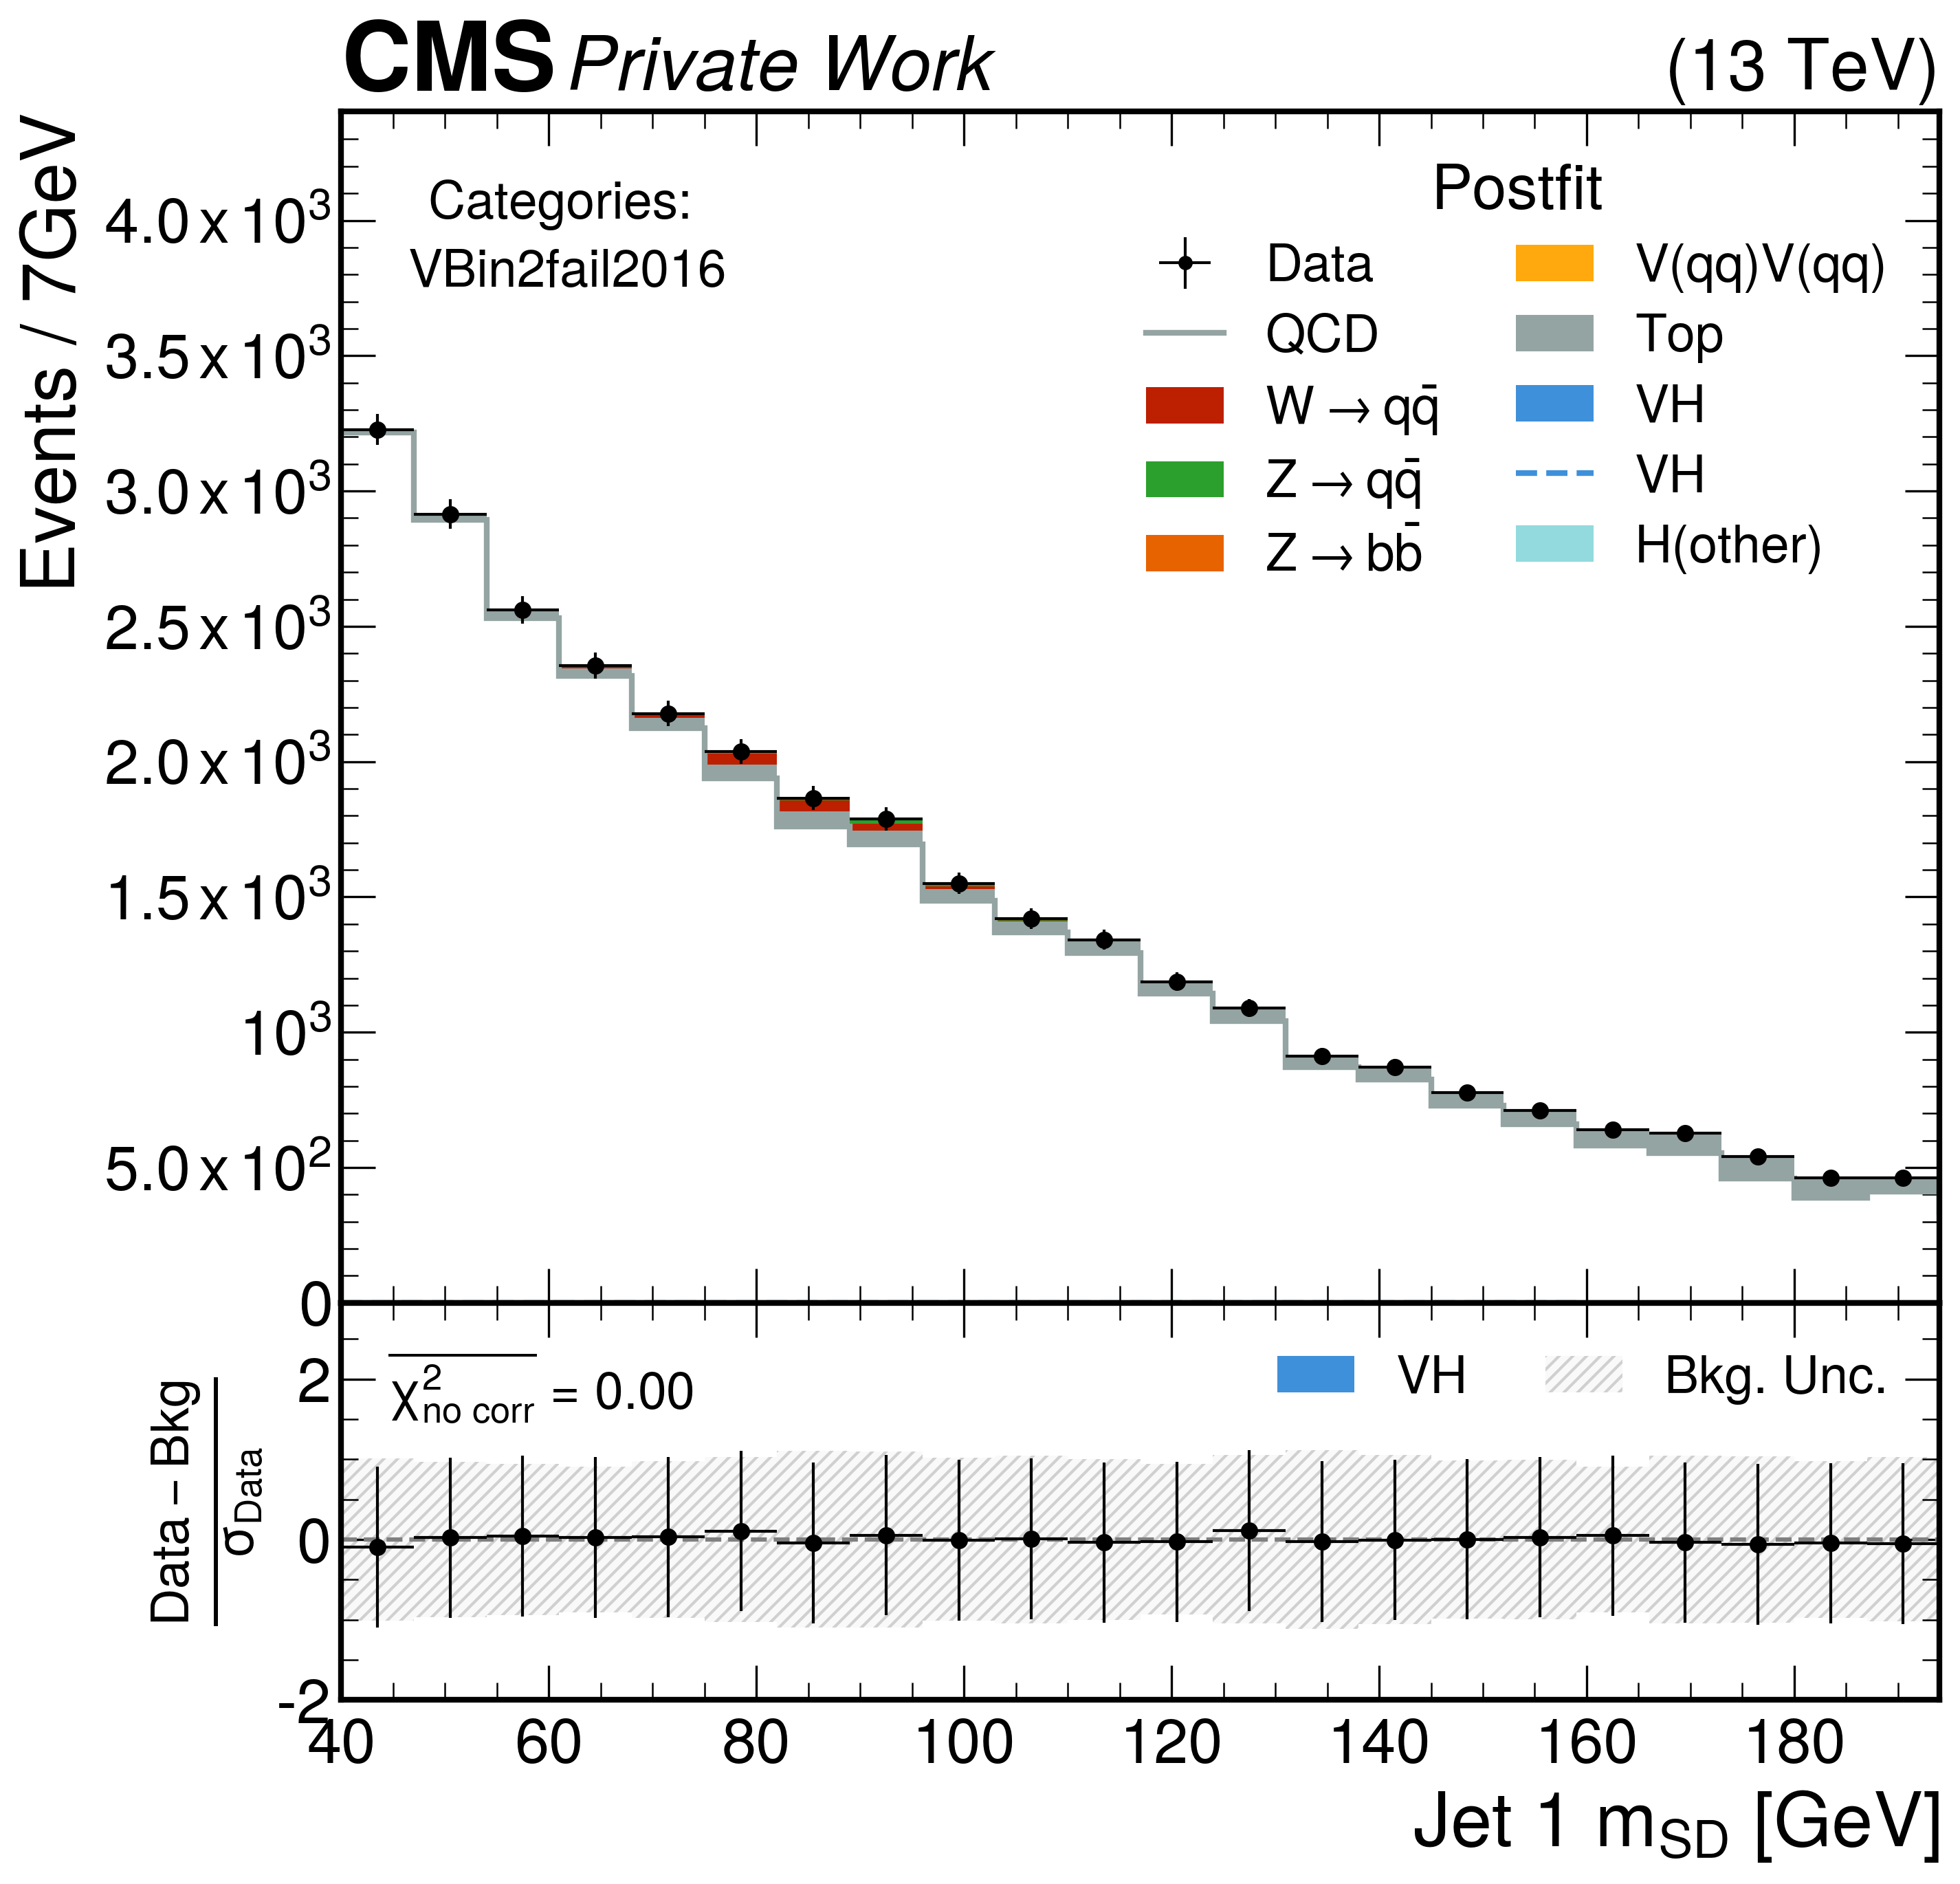 CMS Private Work (13 TeV)
Events / 7GeV
4.0 x 10³
3.5 x 10³
3.0 x 10³
2.5 x 10³
2.0 x 10³
1.5 x 10³
10³
5.0 x 10²
0
Categories:
VBin2fail2016
Postfit
Data
QCD
W → qq̄
Z → qq̄
Z → bb̄
V(qq)V(qq)
Top
VH
VH
H(other)
Data − Bkg
σ_Data
2
0
-2
χ²_no corr = 0.00
VH
Bkg. Unc.
40 60 80 100 120 140 160 180
Jet 1 m_SD [GeV]